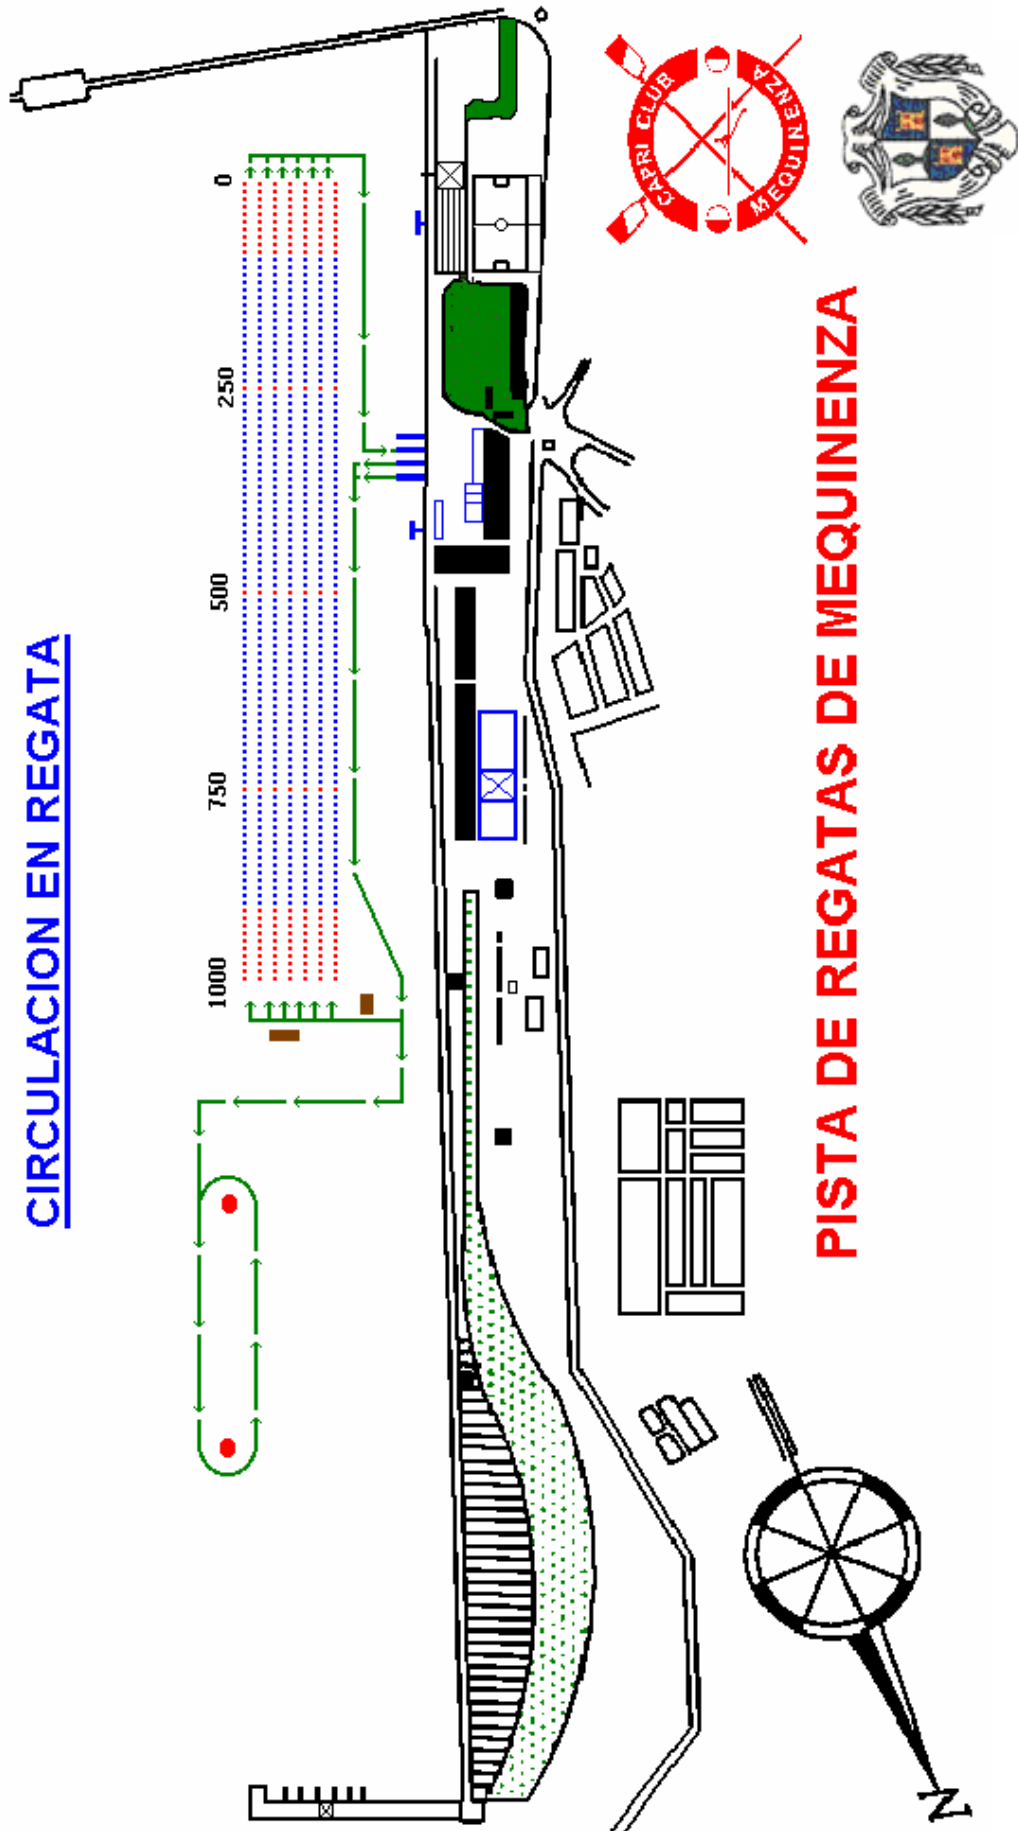 CIRCULACION EN REGATA
0
250
500
750
1000
CAPRI CLUB
MEQUINENZA
PISTA DE REGATAS DE MEQUINENZA
N